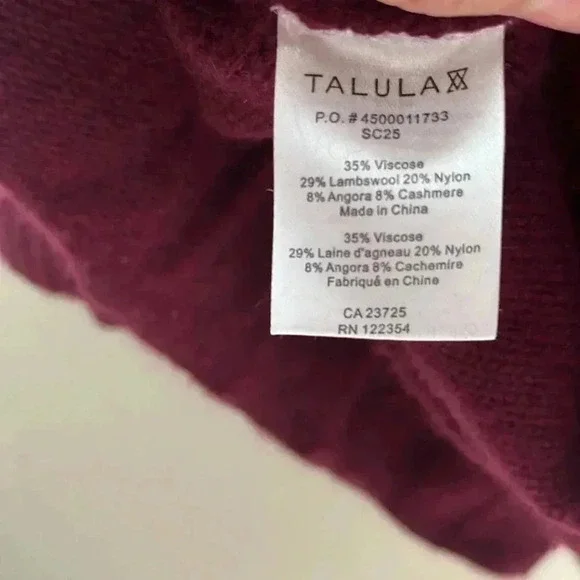 TALULA
P.O. # 4500011733
SC25
35% Viscose
29% Lambswool 20% Nylon
8% Angora 8% Cashmere
Made in China
35% Viscose
29% Laine d'agneau 20% Nylon
8% Angora 8% Cachemire
Fabriqué en Chine
CA 23725
RN 122354